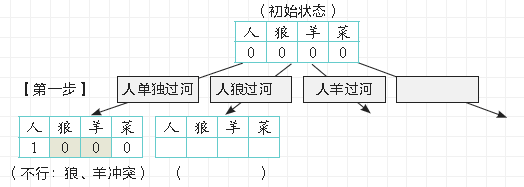 （初始状态）
人 狼 羊 菜
0 0 0 0
【第一步】 人单独过河 人狼过河 人羊过河
人 狼 羊 菜 人 狼 羊 菜
1 0 0 0
（不行：狼、羊冲突） （ ）